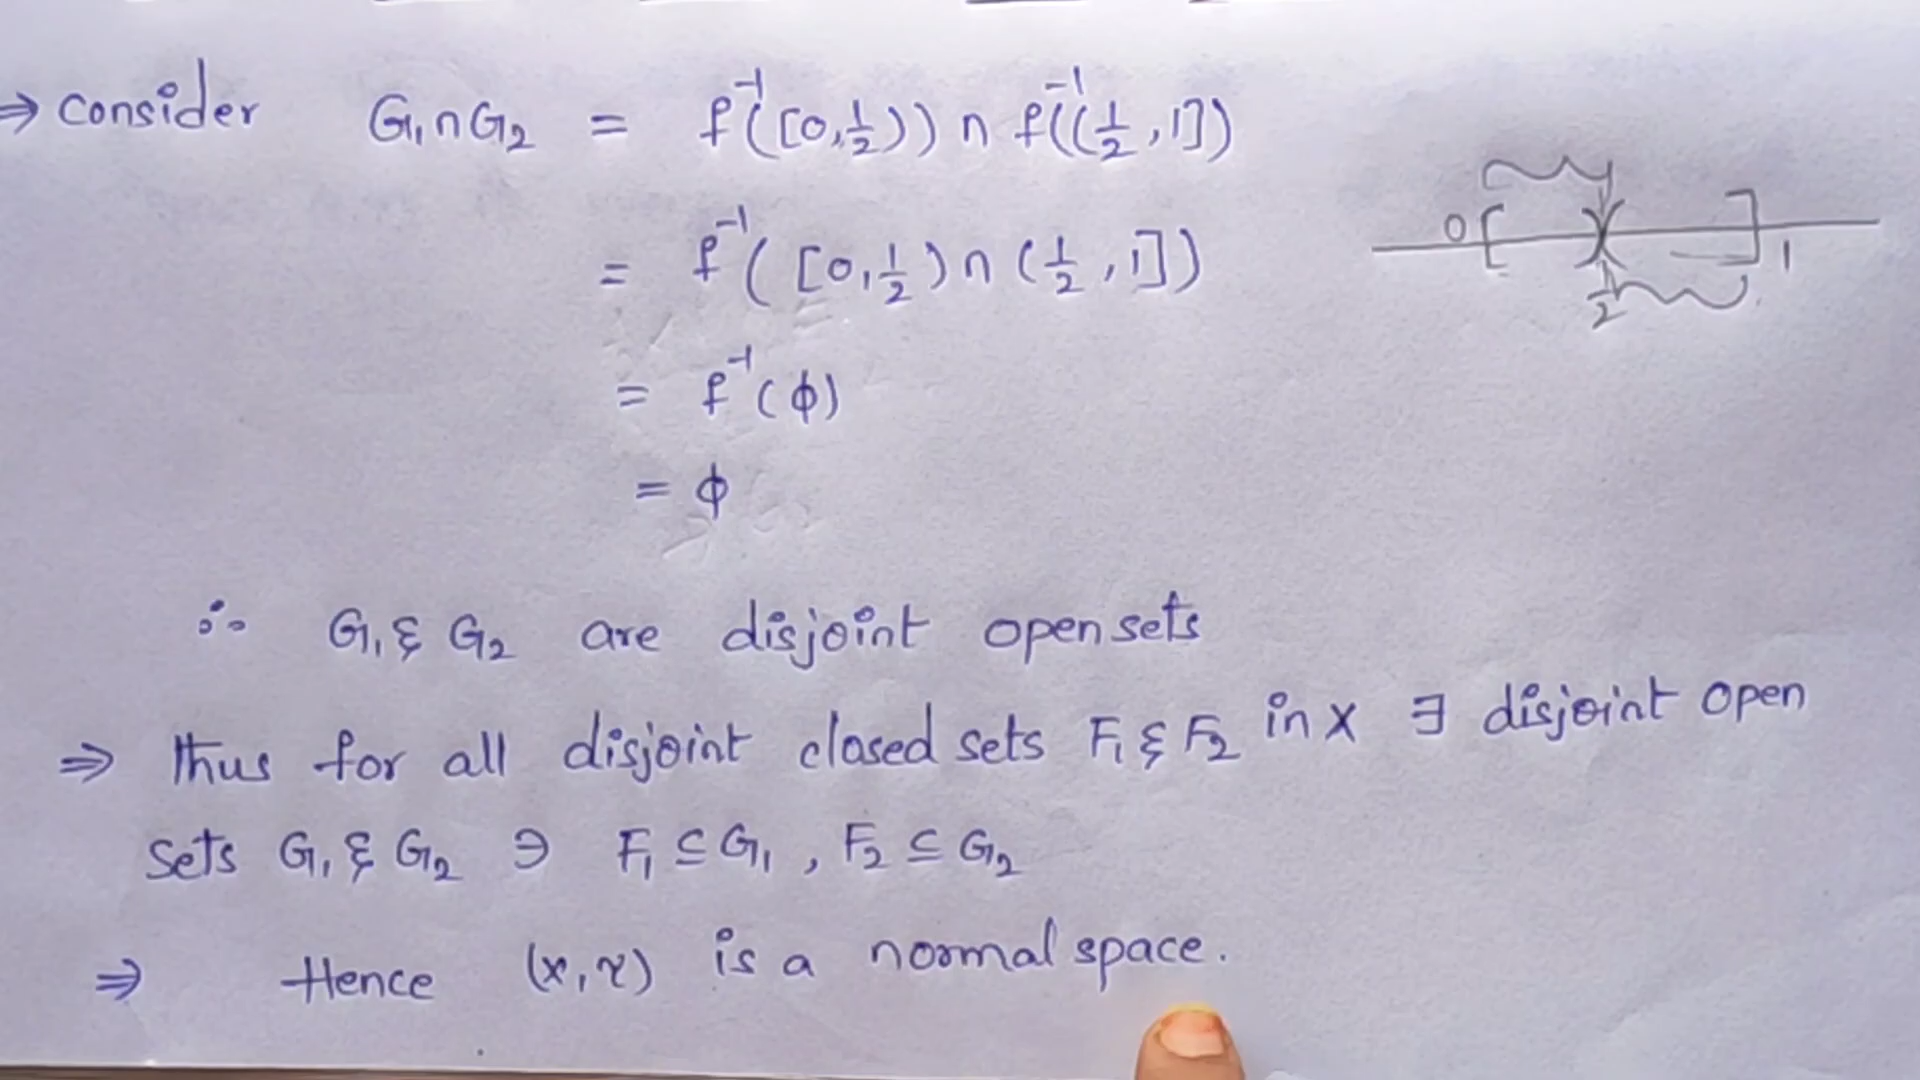 ⇒ consider G₁∩G₂ = f⁻¹([0,½)) ∩ f⁻¹((½,1])
= f⁻¹([0,½)∩(½,1])
= f⁻¹(ϕ)
= ϕ
0 [ )( ] 1
½
∴ G₁ & G₂ are disjoint open sets
⇒ thus for all disjoint closed sets F₁ & F₂ in X ∃ disjoint open
sets G₁ & G₂ ∋ F₁ ⊆ G₁, F₂ ⊆ G₂
⇒ Hence (X,τ) is a normal space.